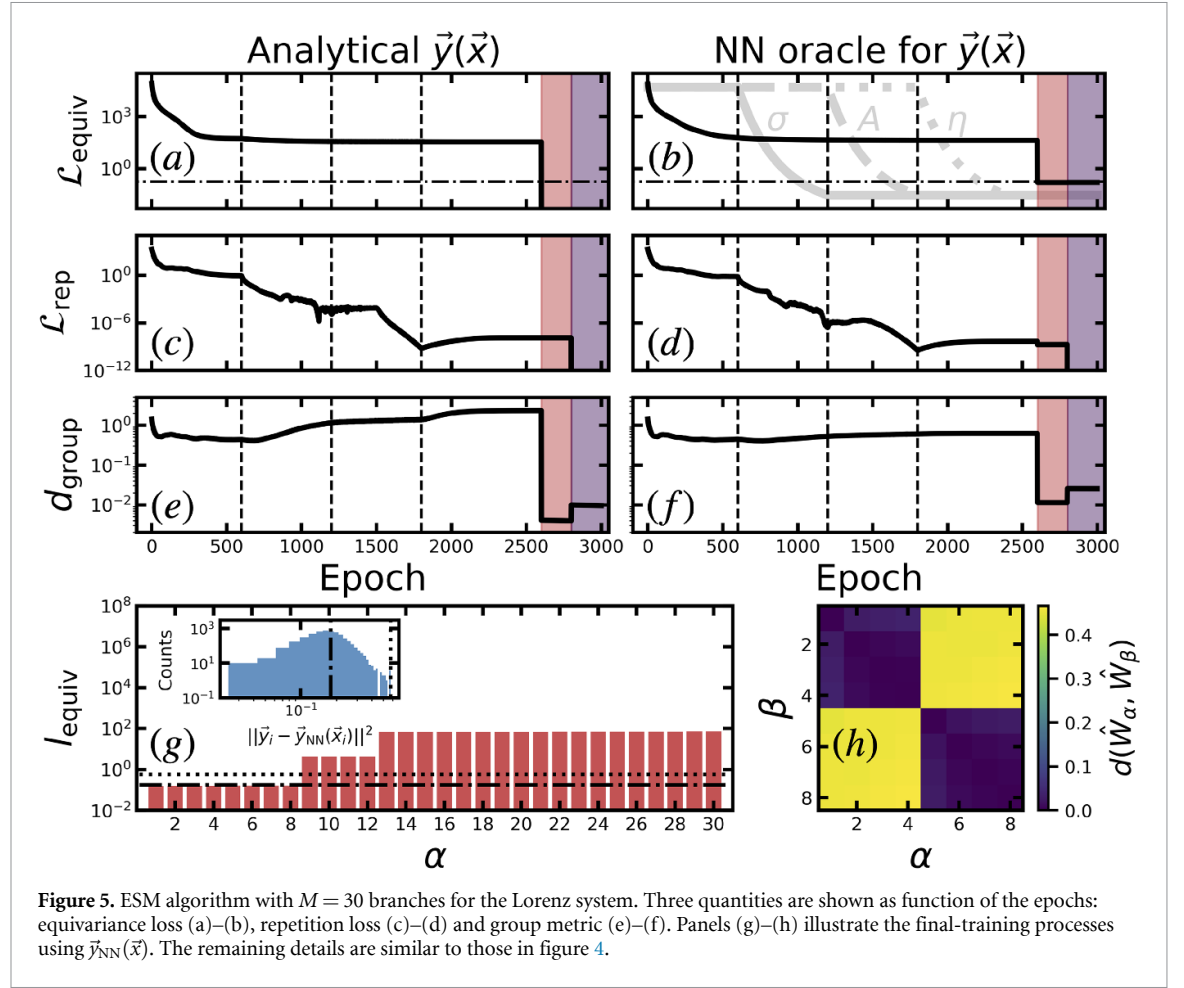 Analytical y⃗(x⃗)
NN oracle for y⃗(x⃗)
ℒequiv
10³
10⁰
(a)
(b)
σ
A
η
ℒrep
10⁰
10⁻⁶
10⁻¹²
(c)
(d)
dgroup
10⁰
10⁻¹
10⁻²
(e)
(f)
0 500 1000 1500 2000 2500 3000
0 500 1000 1500 2000 2500 3000
Epoch
Epoch
lequiv
10⁸
10⁶
10⁴
10²
10⁰
10⁻²
Counts
10³
10¹
10⁻¹
10⁻¹
||y⃗ᵢ − y⃗NN(x⃗ᵢ)||²
(g)
2 4 6 8 10 12 14 16 18 20 22 24 26 28 30
α
β
2
4
6
8
(h)
2 4 6 8
α
0.4
0.3
0.2
0.1
0.0
d(Ŵα, Ŵβ)
Figure 5. ESM algorithm with M = 30 branches for the Lorenz system. Three quantities are shown as function of the epochs:
equivariance loss (a)–(b), repetition loss (c)–(d) and group metric (e)–(f). Panels (g)–(h) illustrate the final-training processes
using y⃗NN(x⃗). The remaining details are similar to those in figure 4.